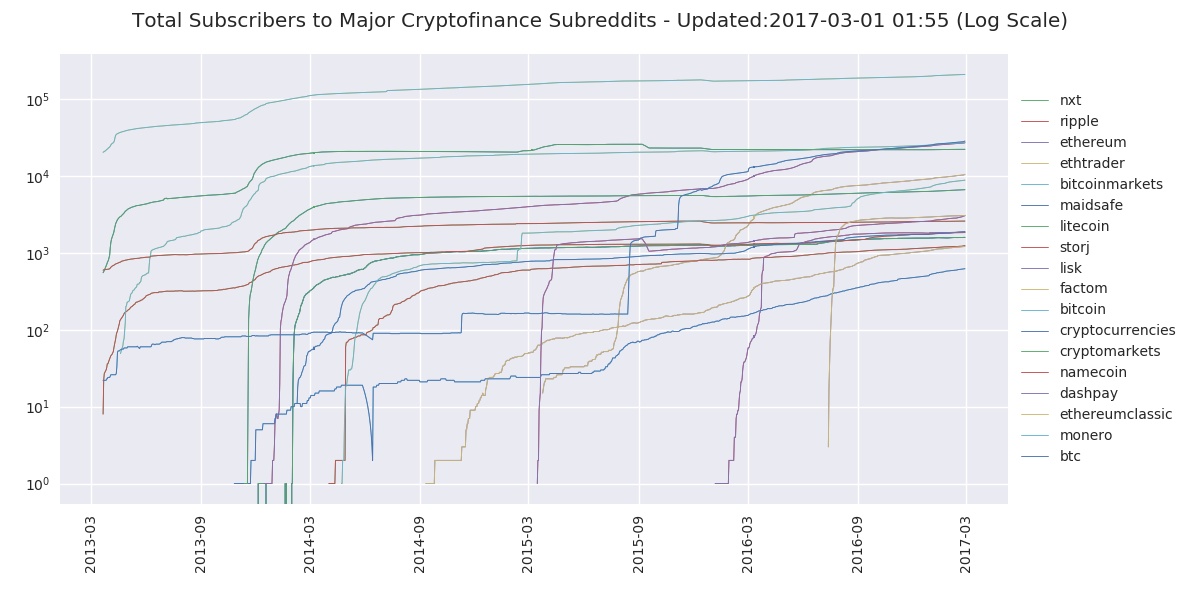 Total Subscribers to Major Cryptofinance Subreddits - Updated:2017-03-01 01:55 (Log Scale)
10^5
10^4
10^3
10^2
10^1
10^0
2013-03
2013-09
2014-03
2014-09
2015-03
2015-09
2016-03
2016-09
2017-03
nxt
ripple
ethereum
ethtrader
bitcoinmarkets
maidsafe
litecoin
storj
lisk
factom
bitcoin
cryptocurrencies
cryptomarkets
namecoin
dashpay
ethereumclassic
monero
btc